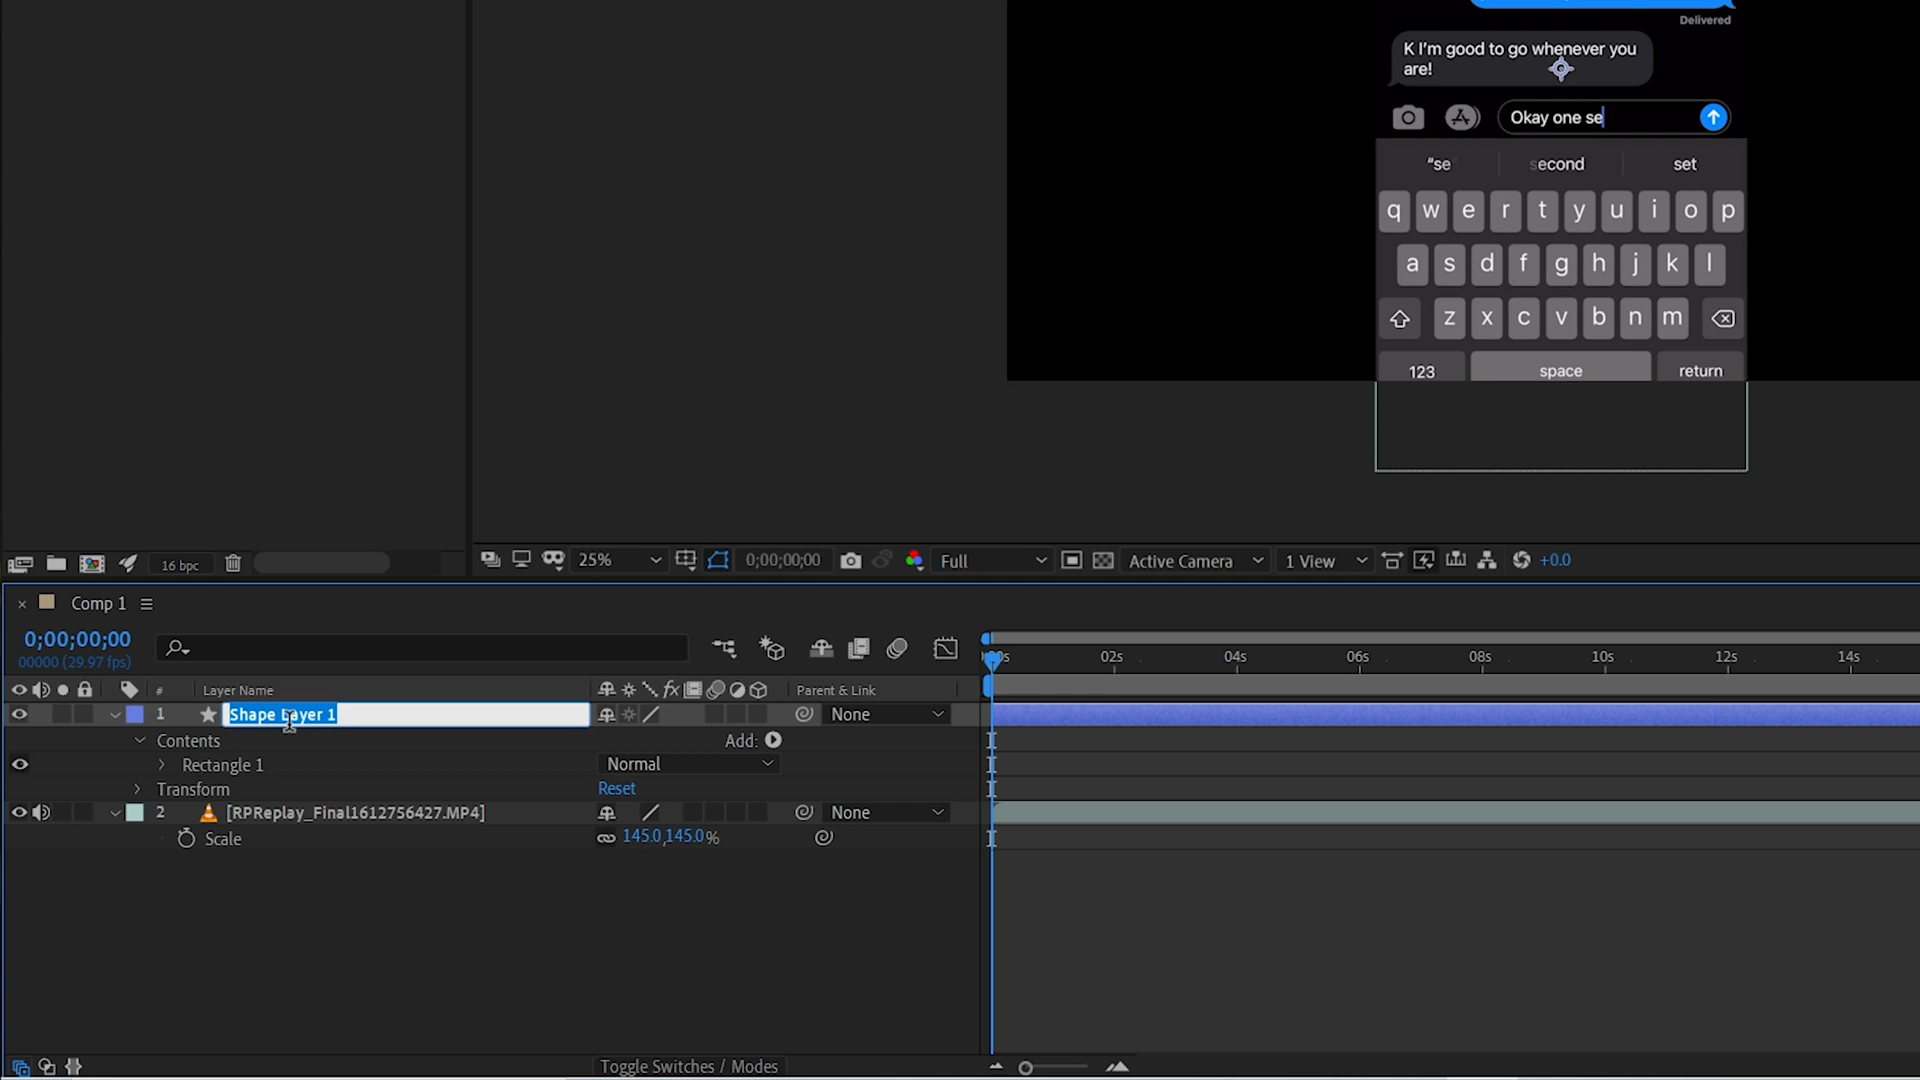 Delivered
K I'm good to go whenever you
are!
Okay one se
“se
second
set
q w e r t y u i o p
a s d f g h j k l
z x c v b n m
123
space
return
16 bpc
25%
0;00;00;00
Full
Active Camera
1 View
+0.0
Comp 1
0;00;00;00
00000 (29.97 fps)
02s
04s
06s
08s
10s
12s
14s
#
Layer Name
fx
Parent & Link
1
Shape Layer 1
None
Contents
Add:
Rectangle 1
Normal
Transform
Reset
2
[RPReplay_Final1612756427.MP4]
None
Scale
145.0,145.0%
Toggle Switches / Modes